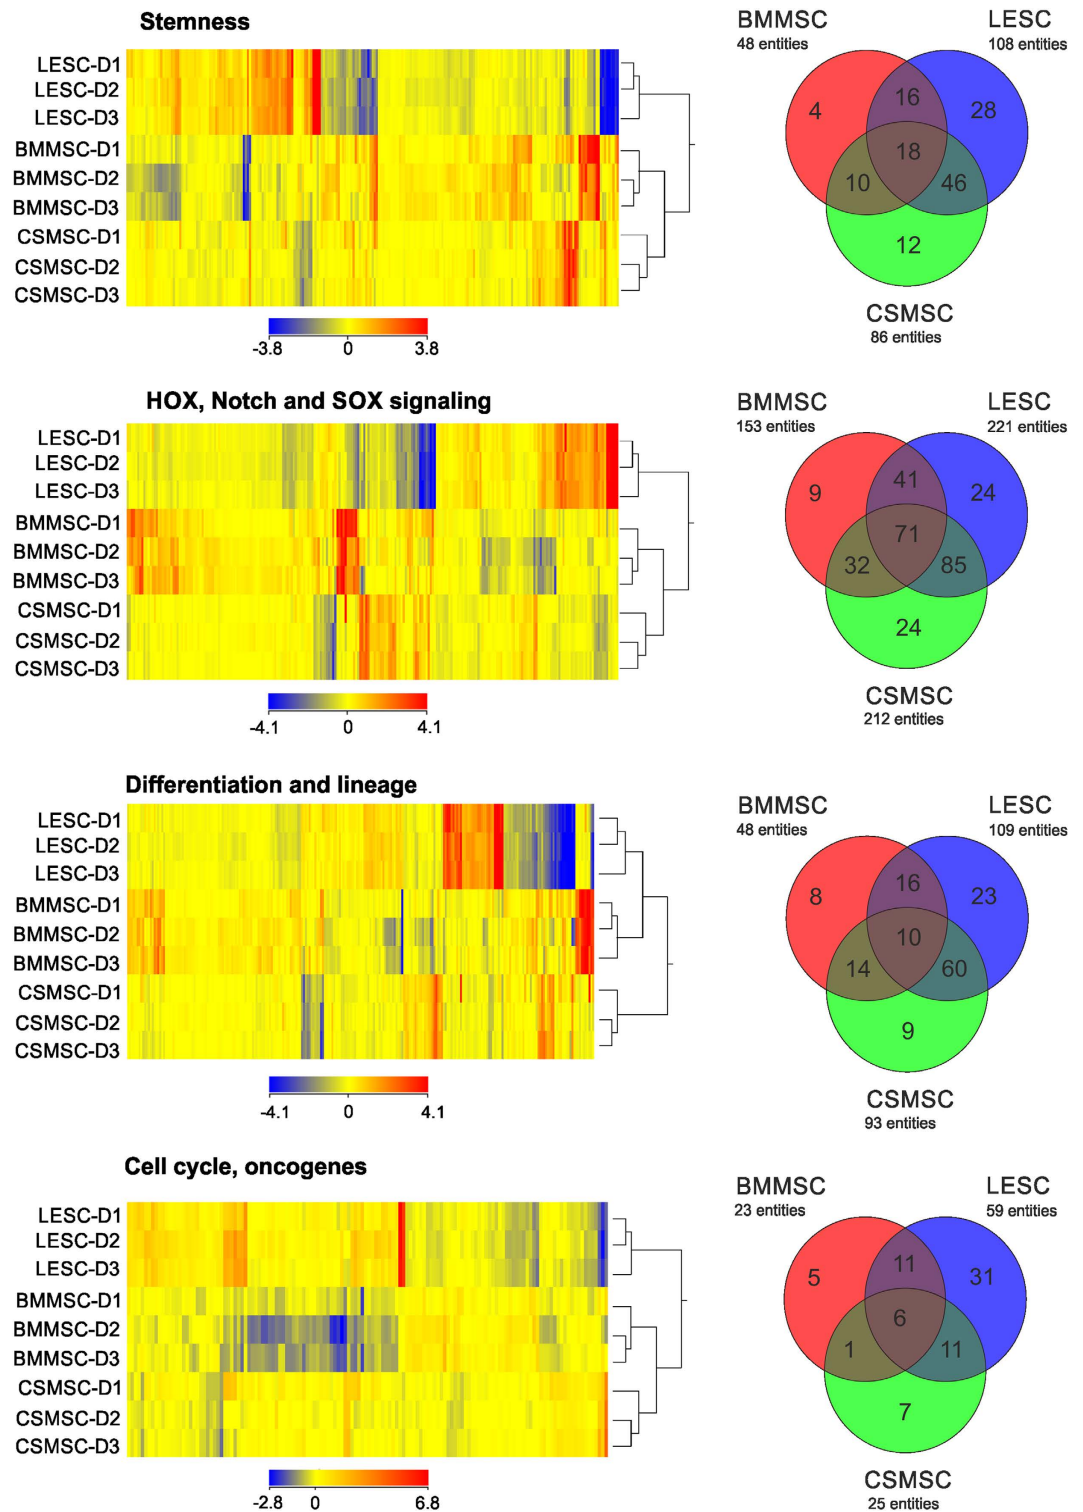 Stemness
LESC-D1
LESC-D2
LESC-D3
BMMSC-D1
BMMSC-D2
BMMSC-D3
CSMSC-D1
CSMSC-D2
CSMSC-D3
-3.8 0 3.8
BMMSC
48 entities
LESC
108 entities
4
16
28
18
10
46
12
CSMSC
86 entities
HOX, Notch and SOX signaling
LESC-D1
LESC-D2
LESC-D3
BMMSC-D1
BMMSC-D2
BMMSC-D3
CSMSC-D1
CSMSC-D2
CSMSC-D3
-4.1 0 4.1
BMMSC
153 entities
LESC
221 entities
9
41
24
71
32
85
24
CSMSC
212 entities
Differentiation and lineage
LESC-D1
LESC-D2
LESC-D3
BMMSC-D1
BMMSC-D2
BMMSC-D3
CSMSC-D1
CSMSC-D2
CSMSC-D3
-4.1 0 4.1
BMMSC
48 entities
LESC
109 entities
8
16
23
10
14
60
9
CSMSC
93 entities
Cell cycle, oncogenes
LESC-D1
LESC-D2
LESC-D3
BMMSC-D1
BMMSC-D2
BMMSC-D3
CSMSC-D1
CSMSC-D2
CSMSC-D3
-2.8 0 6.8
BMMSC
23 entities
LESC
59 entities
5
11
31
6
1
11
7
CSMSC
25 entities